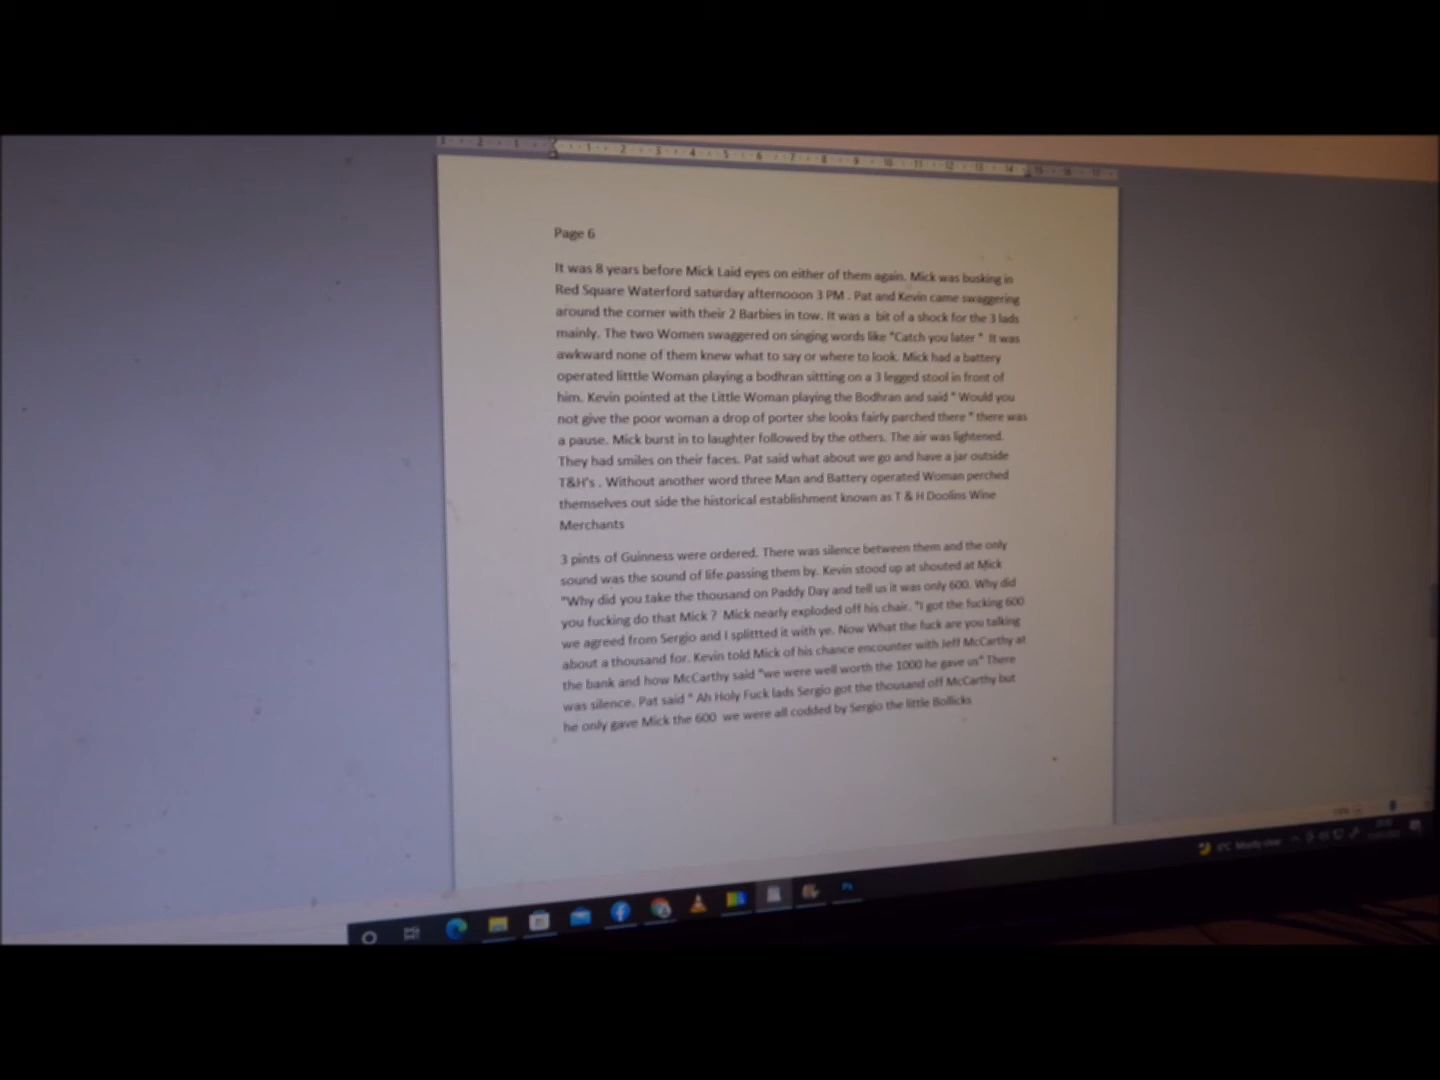 Page 6
It was 8 years before Mick Laid eyes on either of them again. Mick was busking in
Red Square Waterford saturday afternooon 3 PM . Pat and Kevin came swaggering
around the corner with their 2 Barbies in tow. It was a  bit of a shock for the 3 lads
mainly. The two Women swaggered on singing words like "Catch you later "  It was
awkward none of them knew what to say or where to look. Mick had a battery
operated litttle Woman playing a bodhran sittting on a 3 legged stool in front of
him. Kevin pointed at the Little Woman playing the Bodhran and said " Would you
not give the poor woman a drop of porter she looks fairly parched there " there was
a pause. Mick burst in to laughter followed by the others. The air was lightened.
They had smiles on their faces. Pat said what about we go and have a jar outside
T&H's . Without another word three Man and Battery operated Woman perched
themselves out side the historical establishment known as T & H Doolins Wine
Merchants
3 pints of Guinness were ordered. There was silence between them and the only
sound was the sound of life.passing them by. Kevin stood up at shouted at Mick
"Why did you take the thousand on Paddy Day and tell us it was only 600. Why did
you fucking do that Mick ?  Mick nearly exploded off his chair. "I got the fucking 600
we agreed from Sergio and I splittted it with ye. Now What the fuck are you talking
about a thousand for. Kevin told Mick of his chance encounter with Jeff McCarthy at
the bank and how McCarthy said "we were well worth the 1000 he gave us" There
was silence. Pat said " Ah Holy Fuck lads Sergio got the thousand off McCarthy but
he only gave Mick the 600  we were all codded by Sergio the little Bollicks
6°C Mostly clear